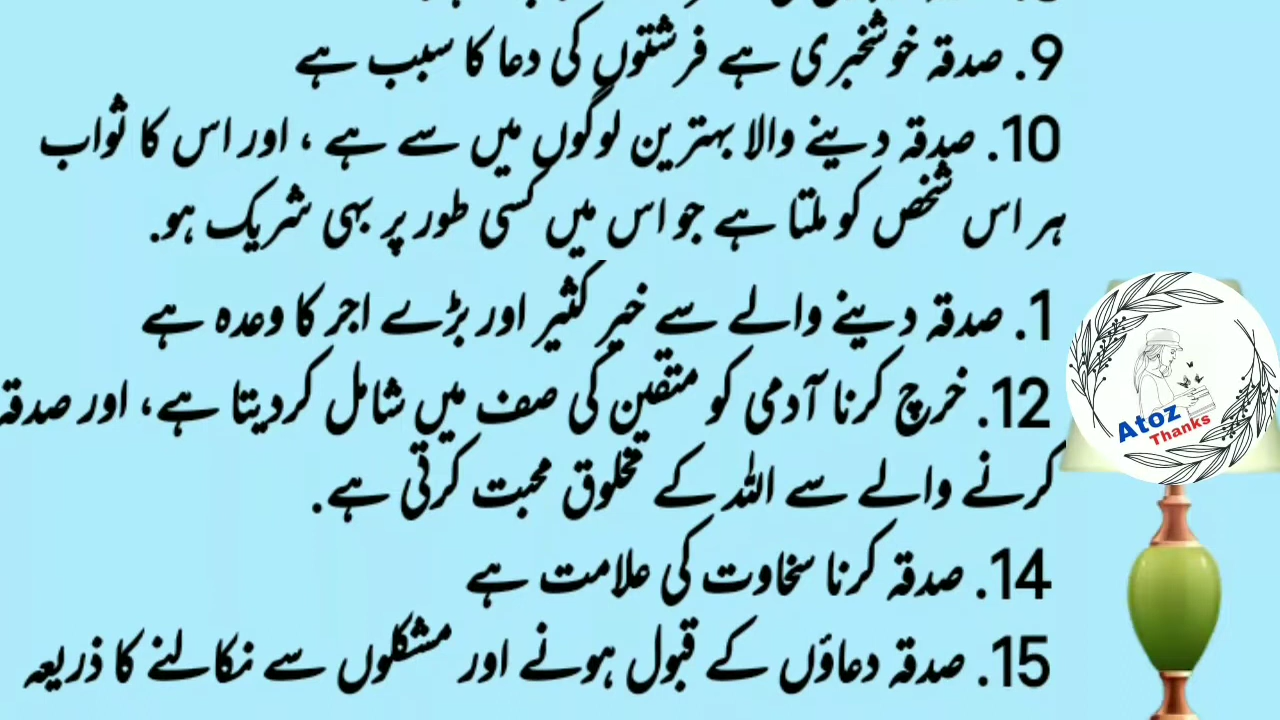 9. صدقہ خوشخبری ہے فرشتوں کی دعا کا سبب ہے
10. صدقہ دینے والا بہترین لوگوں میں سے ہے ، اور اس کا ثواب
ہر اس شخص کو ملتا ہے جو اس میں کسی طور پر بہی شریک ہو.
1. صدقہ دینے والے سے خیر کثیر اور بڑے اجر کا وعدہ ہے
12. خرچ کرنا آدمی کو متقین کی صف میں شامل کردیتا ہے، اور صدقہ
کرنے والے سے اللہ کے مخلوق محبت کرتی ہے.
14. صدقہ کرنا سخاوت کی علامت ہے
15. صدقہ دعاؤں کے قبول ہونے اور مشکلوں سے نکالنے کا ذریعہ
Atoz
Thanks